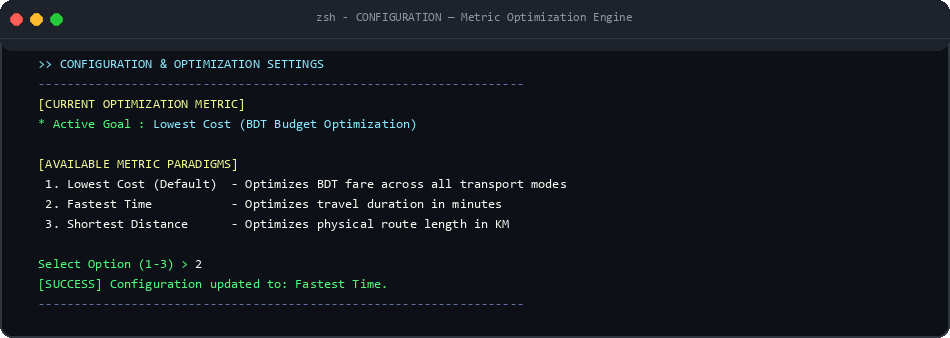 zsh - CONFIGURATION — Metric Optimization Engine
>> CONFIGURATION & OPTIMIZATION SETTINGS
-------------------------------------------------------------------
[CURRENT OPTIMIZATION METRIC]
* Active Goal : Lowest Cost (BDT Budget Optimization)
[AVAILABLE METRIC PARADIGMS]
1. Lowest Cost (Default)  - Optimizes BDT fare across all transport modes
2. Fastest Time           - Optimizes travel duration in minutes
3. Shortest Distance      - Optimizes physical route length in KM
Select Option (1-3) > 2
[SUCCESS] Configuration updated to: Fastest Time.
-------------------------------------------------------------------